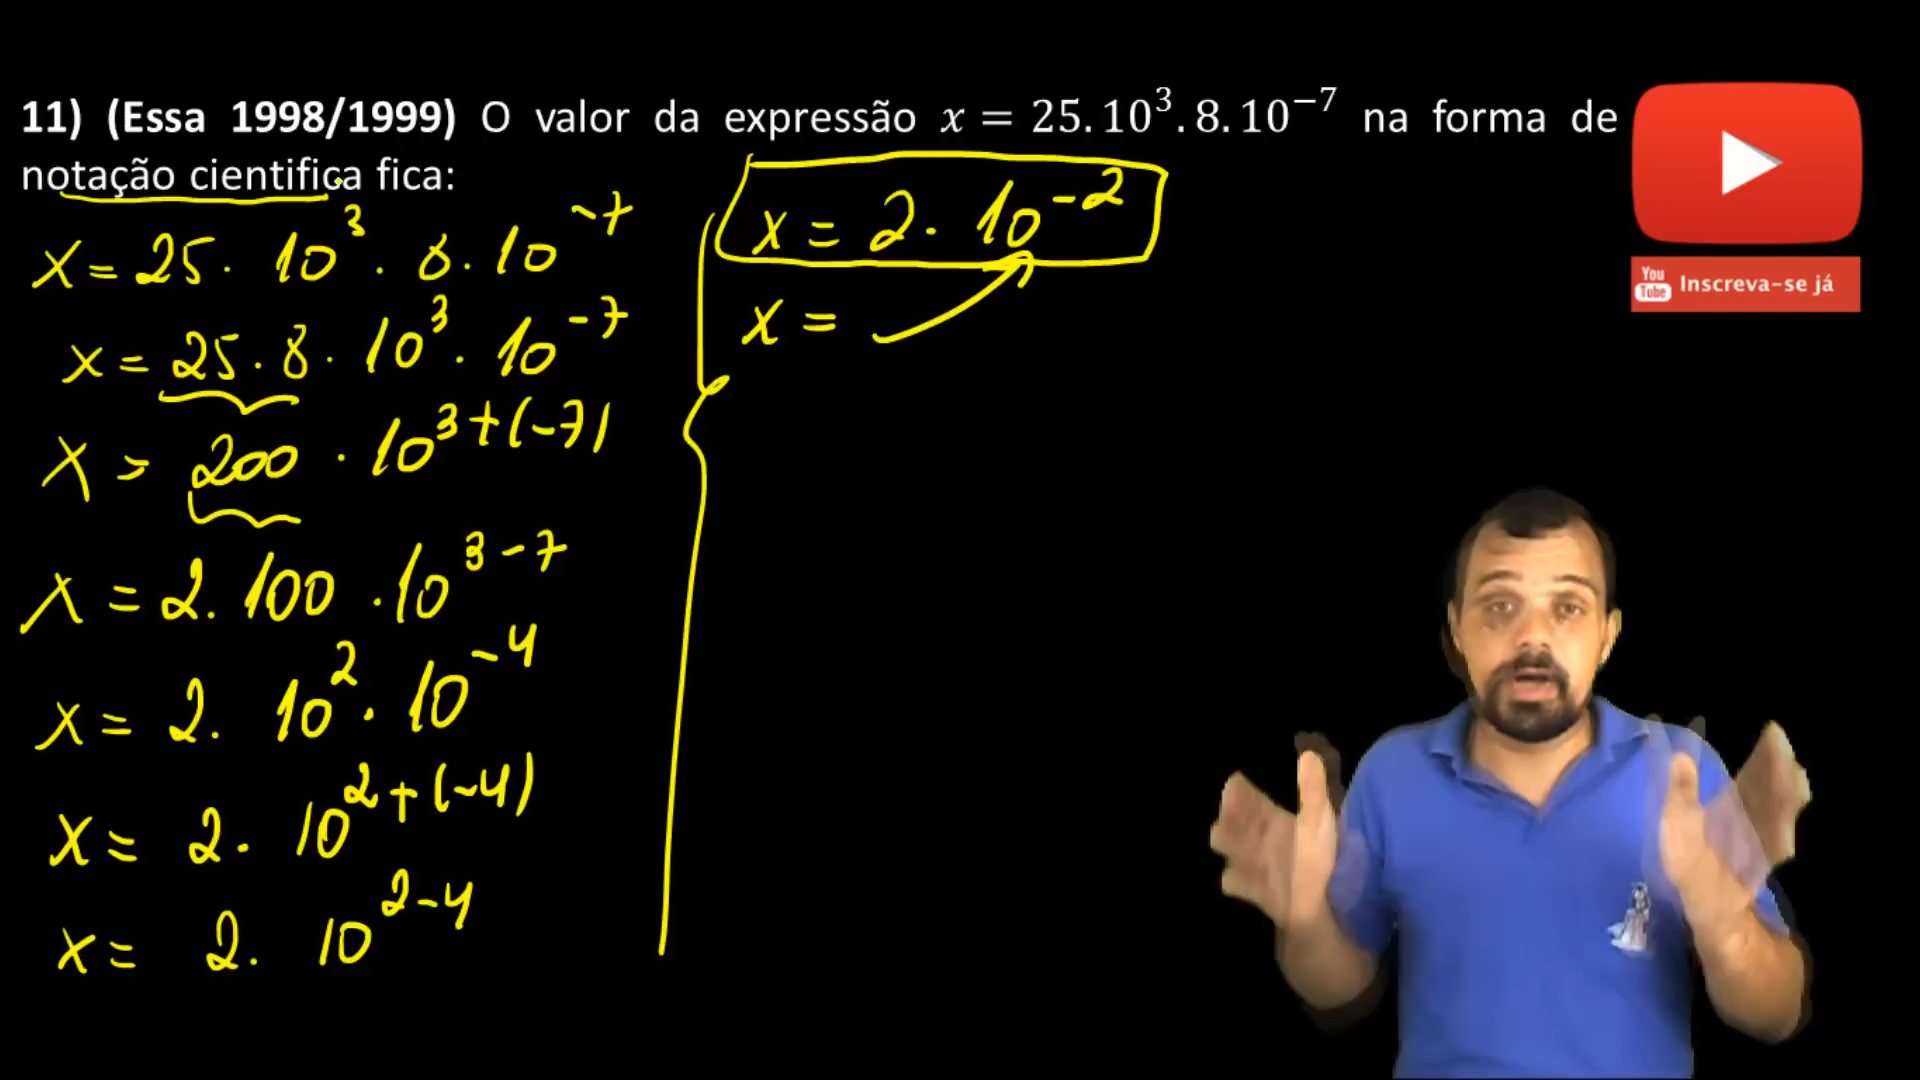 11) (Essa 1998/1999) O valor da expressão x = 25.10³.8.10⁻⁷ na forma de
notação cientifica fica:
x = 25 · 10³ · 8 · 10⁻⁷
x = 25 · 8 · 10³ · 10⁻⁷
x = 200 · 10³⁺⁽⁻⁷⁾
x = 2 · 100 · 10³⁻⁷
x = 2 · 10² · 10⁻⁴
x = 2 · 10²⁺⁽⁻⁴⁾
x = 2 · 10²⁻⁴
x = 2 · 10⁻²
x =
You
Tube
Inscreva-se já